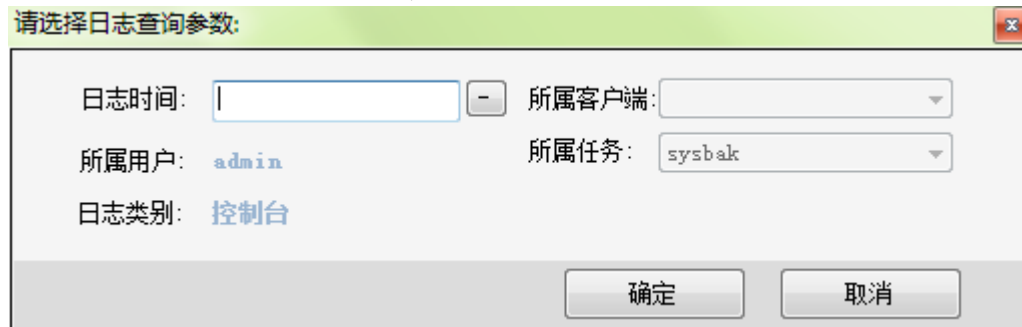 请选择日志查询参数:
日志时间: - 所属客户端:
所属用户: admin 所属任务: sysbak
日志类别: 控制台
确定 取消